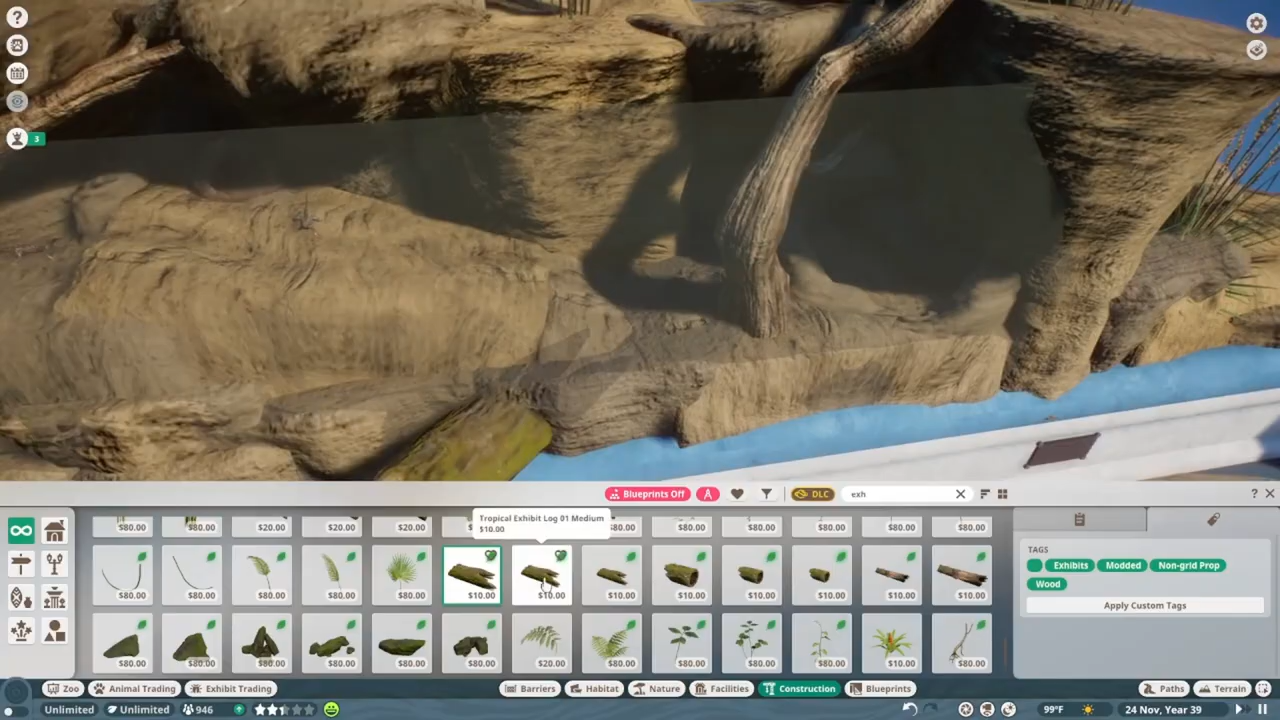 ?
3
Blueprints Off
DLC
exh
? X
Tropical Exhibit Log 01 Medium
$10.00
$80.00 $80.00 $20.00 $20.00 $20.00 $80.00 $80.00 $80.00 $80.00 $80.00
$80.00 $80.00 $80.00 $80.00 $80.00 $10.00 $10.00 $10.00 $10.00 $10.00 $10.00 $10.00 $10.00
$80.00 $80.00 $80.00 $80.00 $80.00 $80.00 $20.00 $80.00 $80.00 $80.00 $80.00 $10.00 $80.00
TAGS
Exhibits Modded Non-grid Prop
Wood
Apply Custom Tags
Zoo Animal Trading Exhibit Trading Barriers Habitat Nature Facilities Construction Blueprints Paths Terrain
Unlimited Unlimited 946 99°F 24 Nov, Year 39